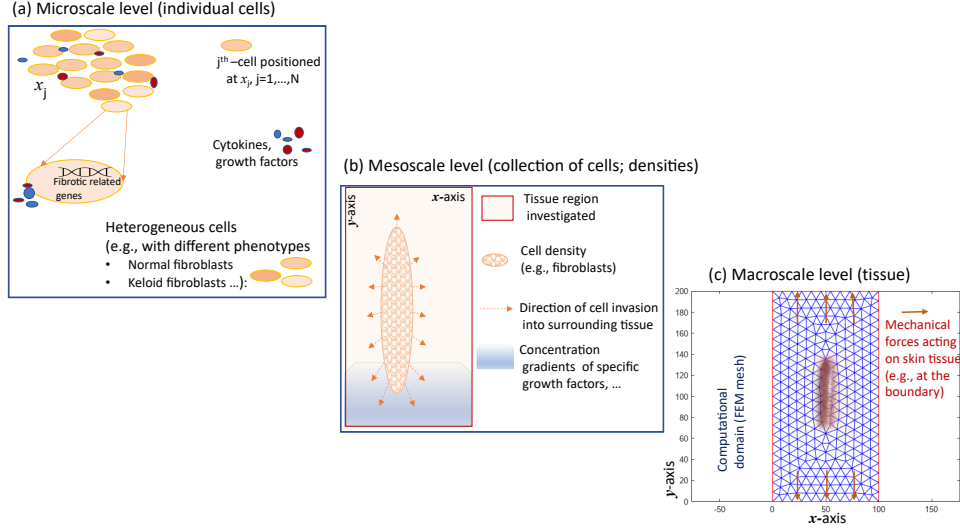 (a) Microscale level (individual cells)
xj
jth–cell positioned
at xj, j=1,...,N
Cytokines,
growth factors
Fibrotic related
genes
Heterogeneous cells
(e.g., with different phenotypes
• Normal fibroblasts
• Keloid fibroblasts ...):
(b) Mesoscale level (collection of cells; densities)
y-axis
x-axis
Tissue region
investigated
Cell density
(e.g., fibroblasts)
Direction of cell invasion
into surrounding tissue
Concentration
gradients of specific
growth factors, ...
(c) Macroscale level (tissue)
Computational
domain (FEM mesh)
Mechanical
forces acting
on skin tissue
(e.g., at the
boundary)
y-axis
200
180
160
140
120
100
80
60
40
20
0
-50
0
50
100
150
x-axis